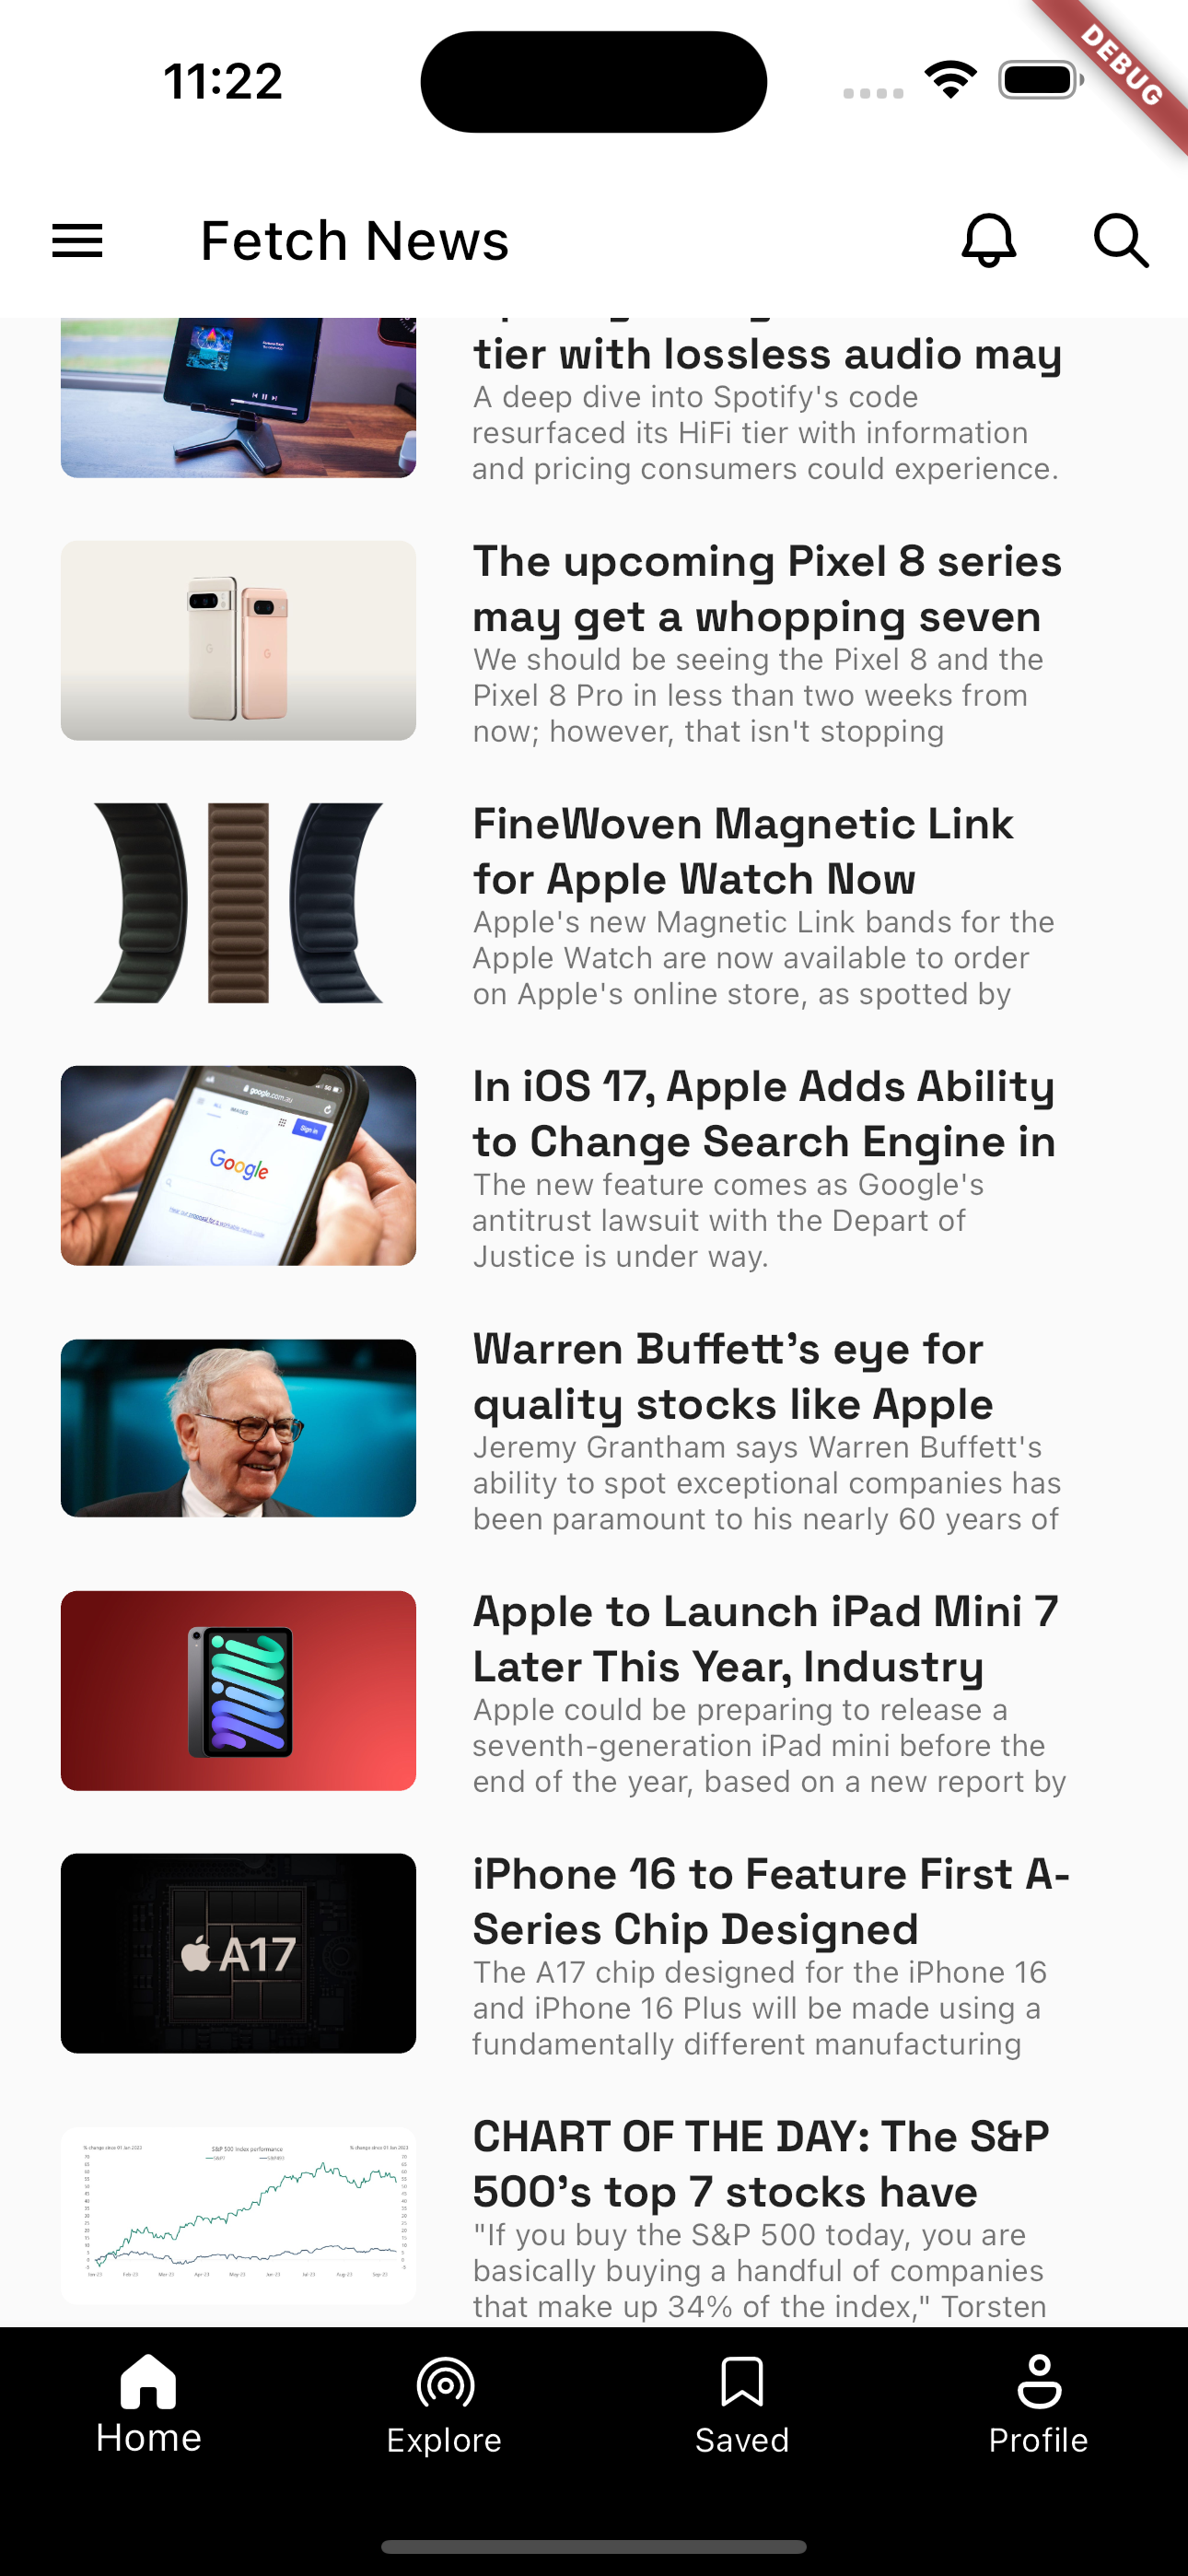 11:22
DEBUG
Fetch News
tier with lossless audio may
A deep dive into Spotify's code
resurfaced its HiFi tier with information
and pricing consumers could experience.
The upcoming Pixel 8 series
may get a whopping seven
We should be seeing the Pixel 8 and the
Pixel 8 Pro in less than two weeks from
now; however, that isn't stopping
FineWoven Magnetic Link
for Apple Watch Now
Apple's new Magnetic Link bands for the
Apple Watch are now available to order
on Apple's online store, as spotted by
google.com.au
Sign in
Google
In iOS 17, Apple Adds Ability
to Change Search Engine in
The new feature comes as Google's
antitrust lawsuit with the Depart of
Justice is under way.
Warren Buffett's eye for
quality stocks like Apple
Jeremy Grantham says Warren Buffett's
ability to spot exceptional companies has
been paramount to his nearly 60 years of
Apple to Launch iPad Mini 7
Later This Year, Industry
Apple could be preparing to release a
seventh-generation iPad mini before the
end of the year, based on a new report by
A17
iPhone 16 to Feature First A-
Series Chip Designed
The A17 chip designed for the iPhone 16
and iPhone 16 Plus will be made using a
fundamentally different manufacturing
S&P 500 index performance
CHART OF THE DAY: The S&P
500's top 7 stocks have
"If you buy the S&P 500 today, you are
basically buying a handful of companies
that make up 34% of the index," Torsten
Home
Explore
Saved
Profile